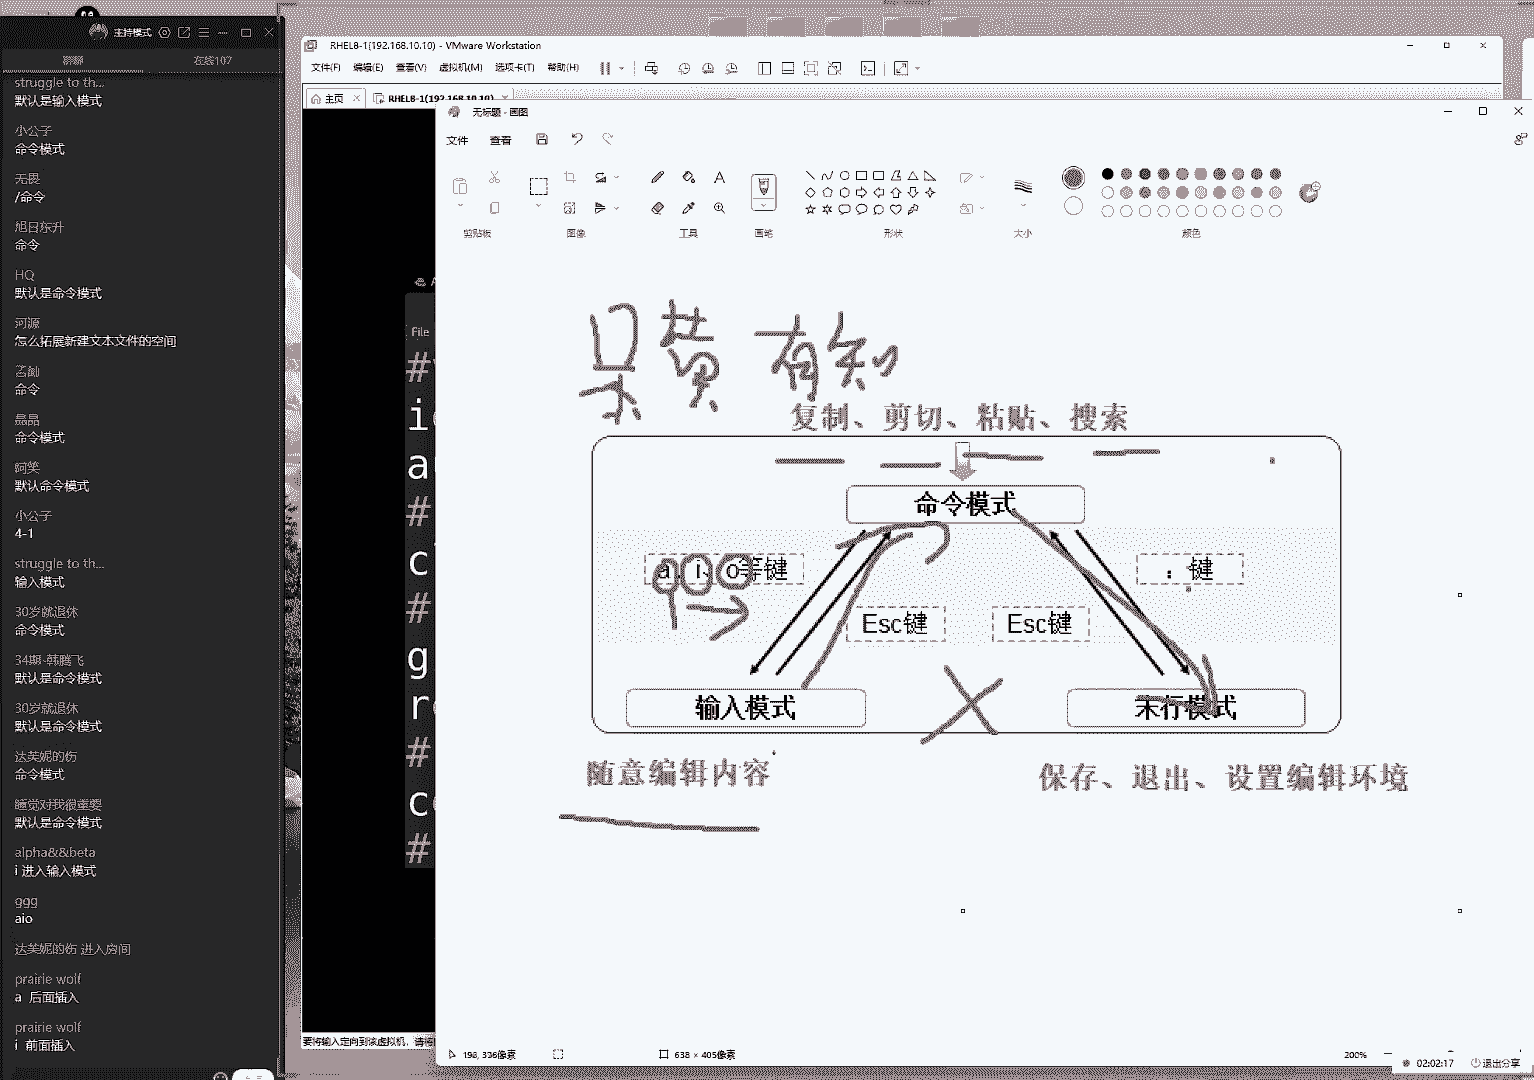 主持模式
聊聊
在线107
struggle to th...
默认是输入模式
小公子
命令模式
无畏
/命令
旭日东升
命令
HQ
默认是命令模式
河源
怎么拓展新建文本文件的空间
命令
命令模式
阿笑
默认命令模式
小公子
4-1
struggle to th...
输入模式
30岁就退休
命令模式
34期-韩腾飞
默认是命令模式
30岁就退休
默认是命令模式
达芙妮的伤
命令模式
睡觉对我很重要
默认是命令模式
alpha&&beta
i 进入输入模式
ggg
aio
达芙妮的伤 进入房间
prairie wolf
a 后面插入
prairie wolf
i 前面插入
RHEL8-1(192.168.10.10) - VMware Workstation
文件(F) 编辑(E) 查看(V) 虚拟机(M) 选项卡(T) 帮助(H)
主页
RHEL8-1(192.168.10.10)
File
#
i
a
#
c
#
g
r
#
c
#
要将输入定向到该虚拟机，请将
无标题 - 画图
文件 查看
剪贴板 图像 工具 画笔 形状 大小 颜色
呆黄 有知
复制、剪切、粘贴、搜索
命令模式
a、i、o等键
：键
Esc键
Esc键
输入模式
末行模式
随意编辑内容
保存、退出、设置编辑环境
198, 336像素
638 × 405像素
200%
02:02:17
退出分享